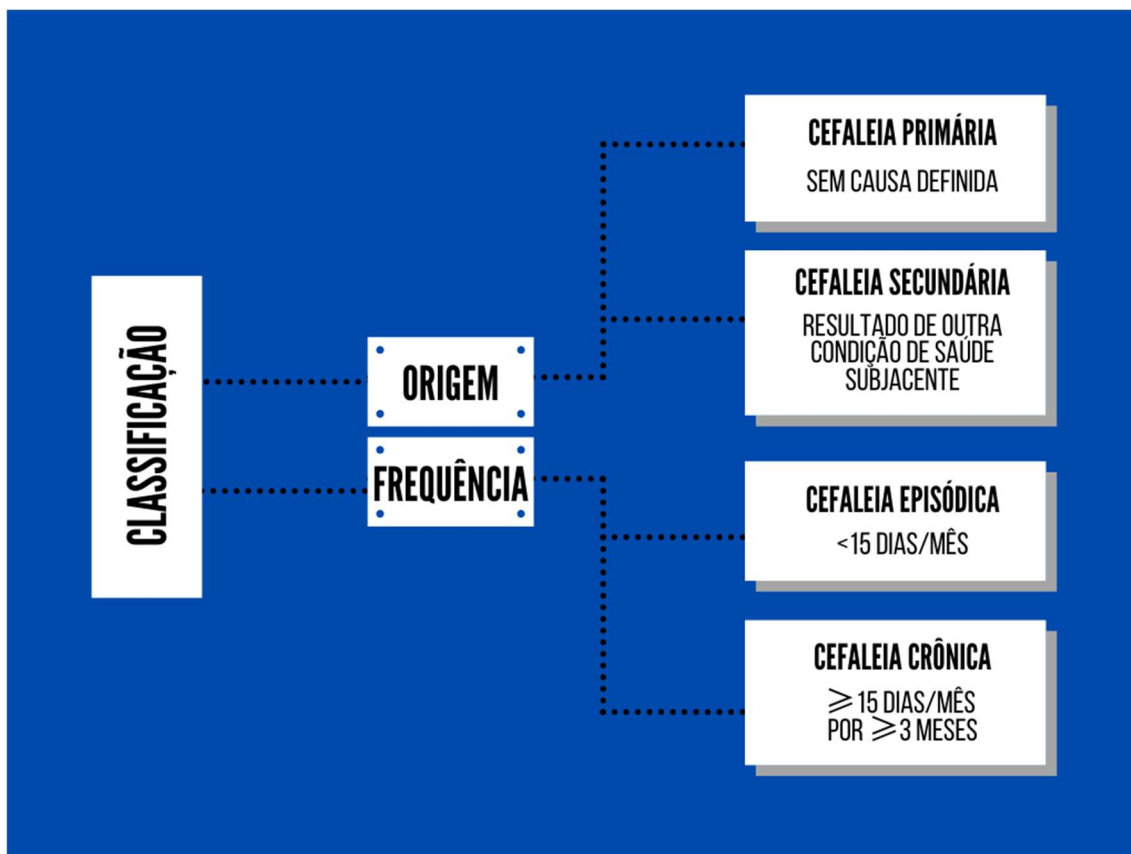 CLASSIFICAÇÃO
ORIGEM
FREQUÊNCIA
CEFALEIA PRIMÁRIA
SEM CAUSA DEFINIDA
CEFALEIA SECUNDÁRIA
RESULTADO DE OUTRA
CONDIÇÃO DE SAÚDE
SUBJACENTE
CEFALEIA EPISÓDICA
<15 DIAS/MÊS
CEFALEIA CRÔNICA
⩾15 DIAS/MÊS
POR ⩾3 MESES